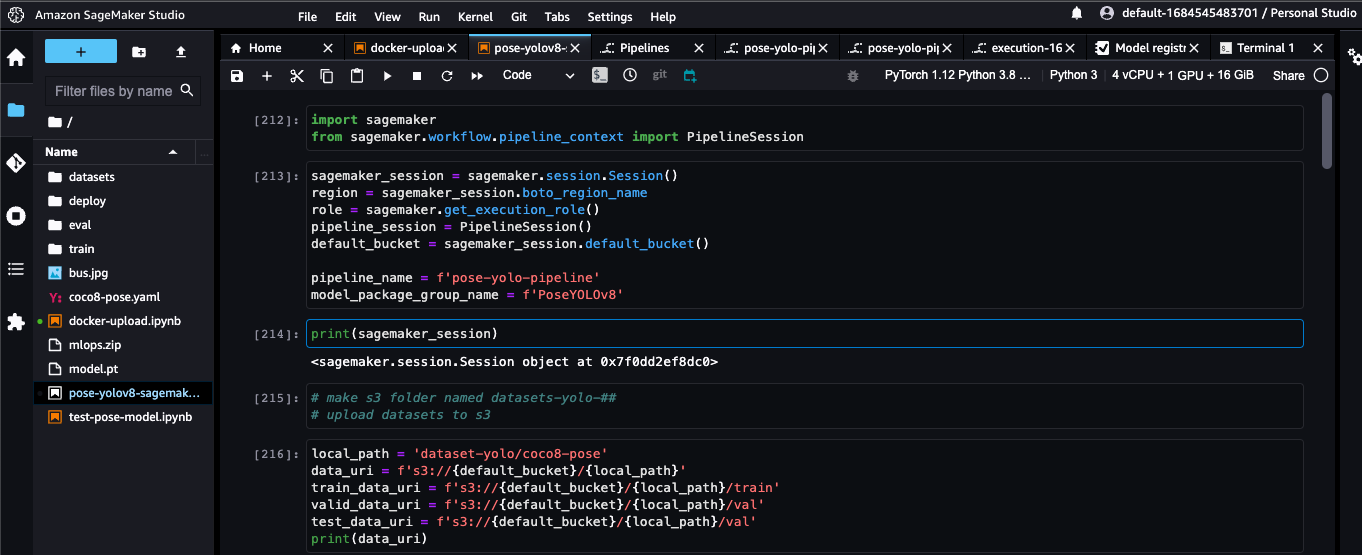 Amazon SageMaker Studio
File Edit View Run Kernel Git Tabs Settings Help
default-1684545483701 / Personal Studio
Home
docker-upload
pose-yolov8-s
Pipelines
pose-yolo-pip
pose-yolo-pip
execution-16
Model registr
Terminal 1
Code
git
PyTorch 1.12 Python 3.8 ...
Python 3
4 vCPU + 1 GPU + 16 GiB
Share
Filter files by name
/
Name
datasets
deploy
eval
train
bus.jpg
Y: coco8-pose.yaml
docker-upload.ipynb
mlops.zip
model.pt
pose-yolov8-sagemak...
test-pose-model.ipynb
[212]:
import sagemaker
from sagemaker.workflow.pipeline_context import PipelineSession
[213]:
sagemaker_session = sagemaker.session.Session()
region = sagemaker_session.boto_region_name
role = sagemaker.get_execution_role()
pipeline_session = PipelineSession()
default_bucket = sagemaker_session.default_bucket()
pipeline_name = f'pose-yolo-pipeline'
model_package_group_name = f'PoseYOLOv8'
[214]:
print(sagemaker_session)
<sagemaker.session.Session object at 0x7f0dd2ef8dc0>
[215]:
# make s3 folder named datasets-yolo-##
# upload datasets to s3
[216]:
local_path = 'dataset-yolo/coco8-pose'
data_uri = f's3://{default_bucket}/{local_path}'
train_data_uri = f's3://{default_bucket}/{local_path}/train'
valid_data_uri = f's3://{default_bucket}/{local_path}/val'
test_data_uri = f's3://{default_bucket}/{local_path}/val'
print(data_uri)